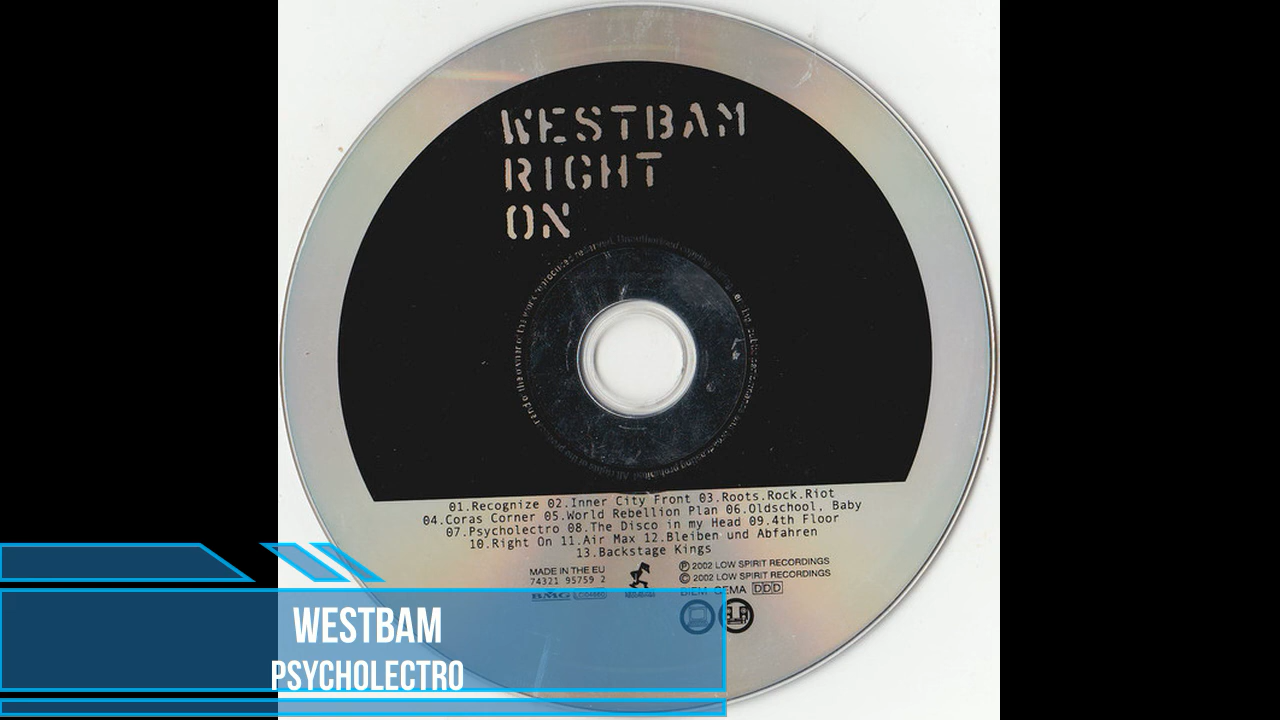 WESTBAM
RIGHT
ON
01.Recognize 02.Inner City Front 03.Roots.Rock.Riot
04.Coras Corner 05.World Rebellion Plan 06.Oldschool, Baby
07.Psycholectro 08.The Disco in my Head 09.4th Floor
10.Right On 11.Air Max 12.Bleiben und Abfahren
13.Backstage Kings
MADE IN THE EU
74321 95759 2
BMG
Ⓟ 2002 LOW SPIRIT RECORDINGS
© 2002 LOW SPIRIT RECORDINGS
BIEM GEMA DDD
WESTBAM
PSYCHOLECTRO